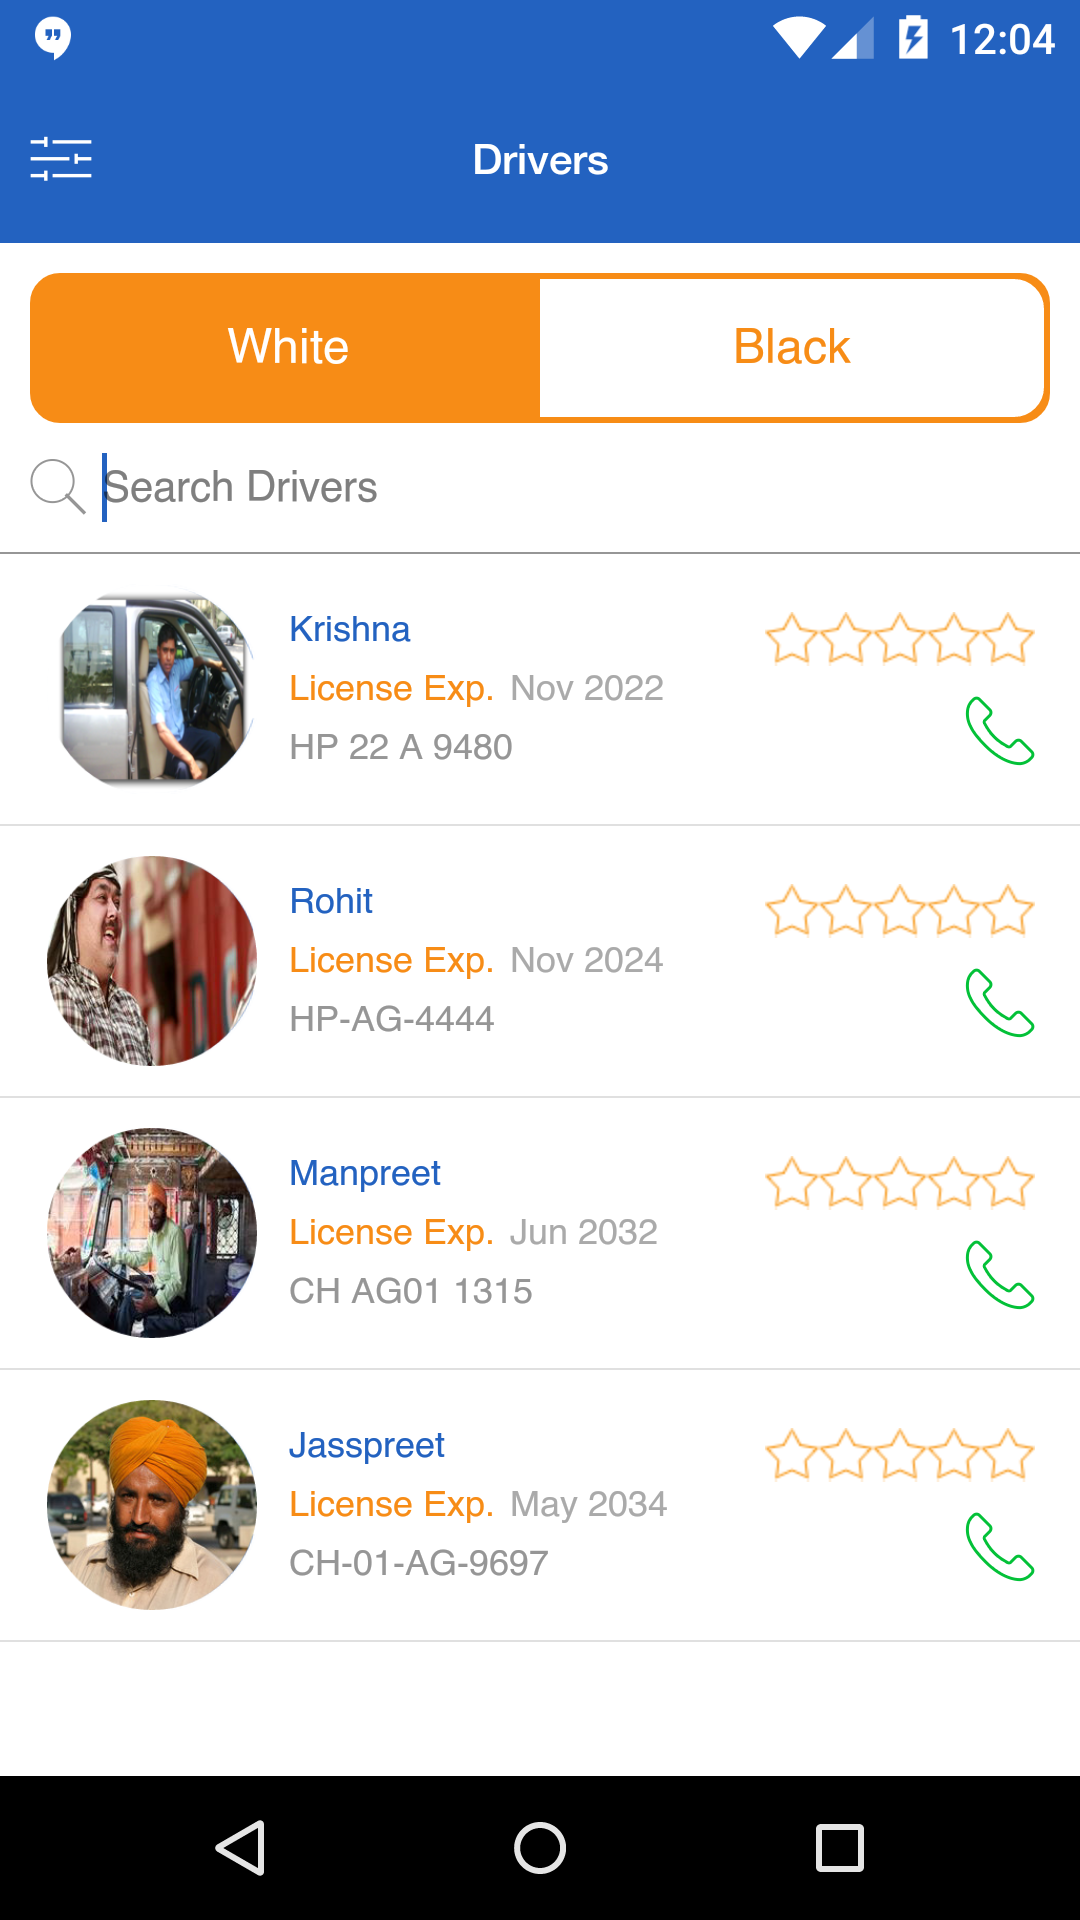 12:04
Drivers
White
Black
Search Drivers
Krishna
License Exp. Nov 2022
HP 22 A 9480
Rohit
License Exp. Nov 2024
HP-AG-4444
Manpreet
License Exp. Jun 2032
CH AG01 1315
Jasspreet
License Exp. May 2034
CH-01-AG-9697